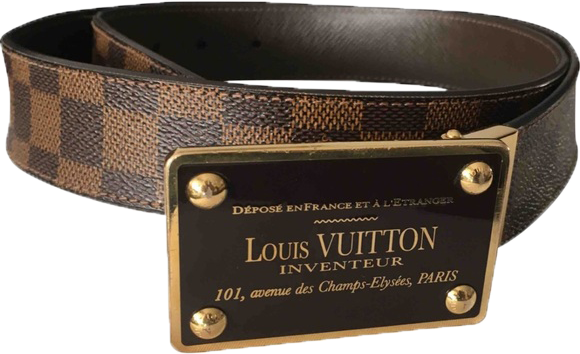 DÉPOSÉ EN FRANCE ET À L'ETRANGER
LOUIS VUITTON
INVENTEUR
101, avenue des Champs-Elysées, PARIS